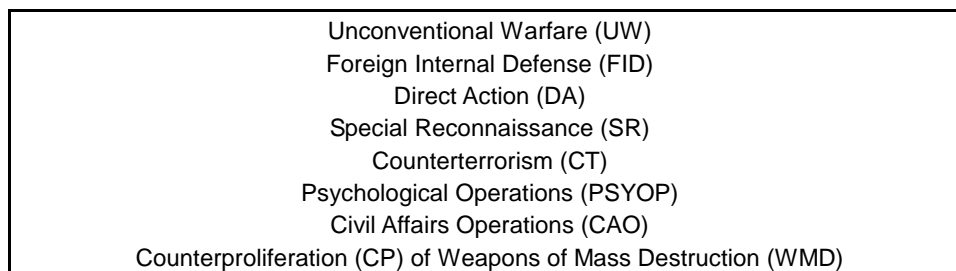 Unconventional Warfare (UW)
Foreign Internal Defense (FID)
Direct Action (DA)
Special Reconnaissance (SR)
Counterterrorism (CT)
Psychological Operations (PSYOP)
Civil Affairs Operations (CAO)
Counterproliferation (CP) of Weapons of Mass Destruction (WMD)